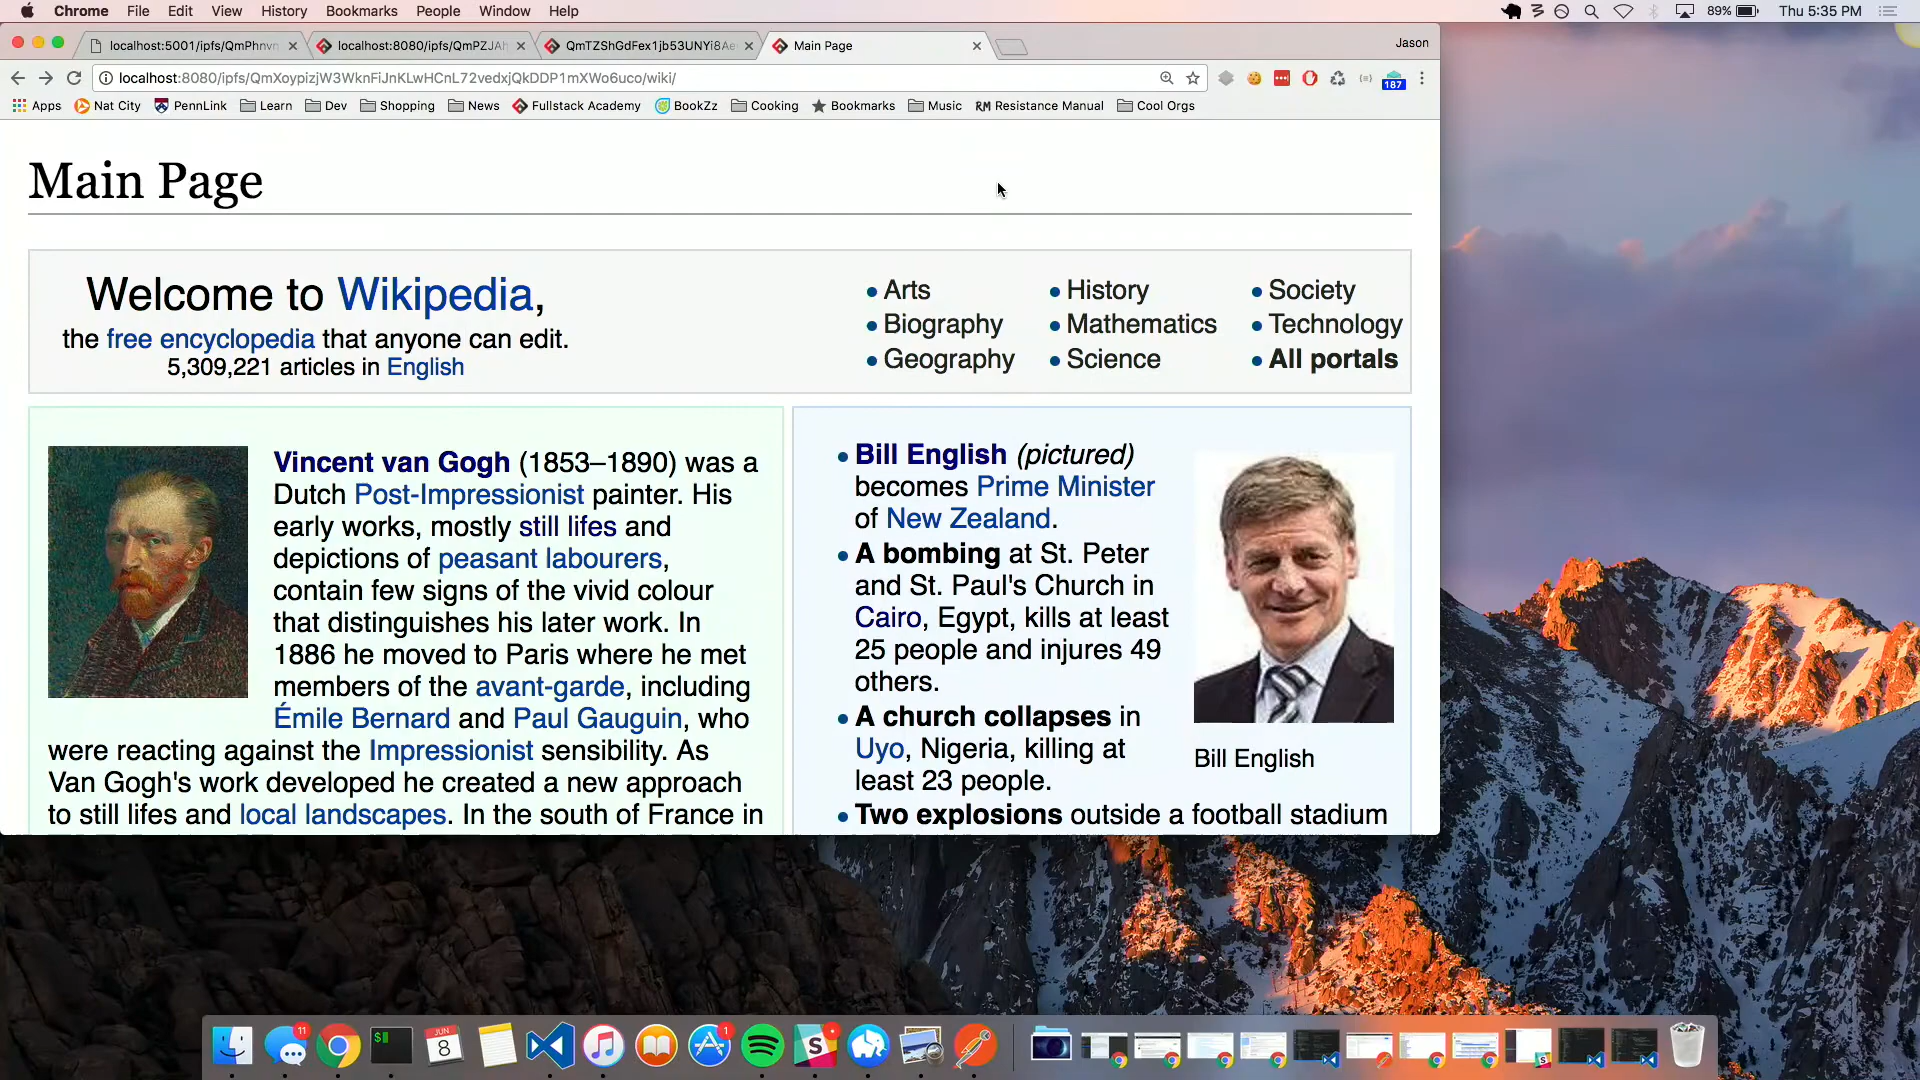 Chrome File Edit View History Bookmarks People Window Help 89% Thu 5:35 PM
localhost:5001/ipfs/QmPhnvn localhost:8080/ipfs/QmPZJAh QmTZShGdFex1jb53UNYi8Ae Main Page Jason
localhost:8080/ipfs/QmXoypizjW3WknFiJnKLwHCnL72vedxjQkDDP1mXWo6uco/wiki/ 187
Apps Nat City PennLink Learn Dev Shopping News Fullstack Academy BookZz Cooking Bookmarks Music RM Resistance Manual Cool Orgs
Main Page
Welcome to Wikipedia,
the free encyclopedia that anyone can edit.
5,309,221 articles in English
• Arts
• Biography
• Geography
• History
• Mathematics
• Science
• Society
• Technology
• All portals
Vincent van Gogh (1853–1890) was a
Dutch Post-Impressionist painter. His
early works, mostly still lifes and
depictions of peasant labourers,
contain few signs of the vivid colour
that distinguishes his later work. In
1886 he moved to Paris where he met
members of the avant-garde, including
Émile Bernard and Paul Gauguin, who
were reacting against the Impressionist sensibility. As
Van Gogh's work developed he created a new approach
to still lifes and local landscapes. In the south of France in
• Bill English (pictured)
becomes Prime Minister
of New Zealand.
• A bombing at St. Peter
and St. Paul's Church in
Cairo, Egypt, kills at least
25 people and injures 49
others.
• A church collapses in
Uyo, Nigeria, killing at
least 23 people.
• Two explosions outside a football stadium
Bill English
11
$
JUN
8
1
S